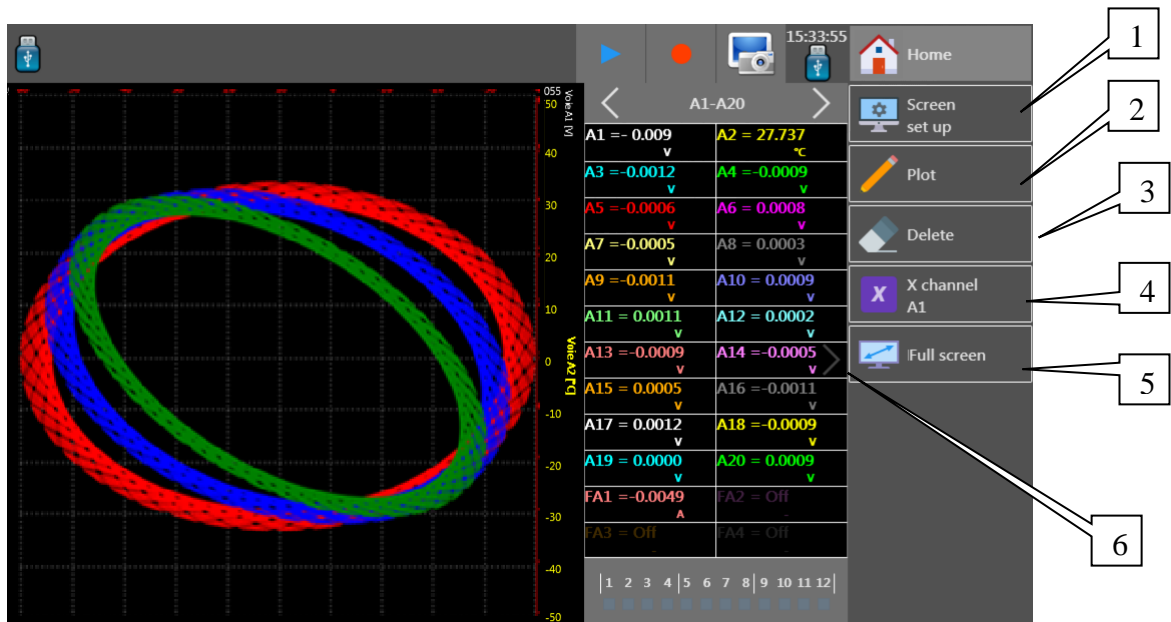 15:33:55
Home
1
A1-A20
Screen
set up
2
Plot
3
Delete
X channel
A1
4
Full screen
5
6
055
Voie A1 [V]
50
40
30
20
10
0
Voie A2 [°C]
-10
-20
-30
-40
-50
A1 =- 0.009
V
A2 = 27.737
°C
A3 =-0.0012
V
A4 =-0.0009
V
A5 =-0.0006
V
A6 = 0.0008
V
A7 =-0.0005
V
A8 = 0.0003
V
A9 =-0.0011
V
A10 = 0.0009
V
A11 = 0.0011
V
A12 = 0.0002
V
A13 =-0.0009
V
A14 =-0.0005
V
A15 = 0.0005
V
A16 =-0.0011
V
A17 = 0.0012
V
A18 =-0.0009
V
A19 = 0.0000
V
A20 = 0.0009
V
FA1 =-0.0049
A
FA2 = Off
-
FA3 = Off
-
FA4 = Off
-
1 2 3 4 5 6 7 8 9 10 11 12
X